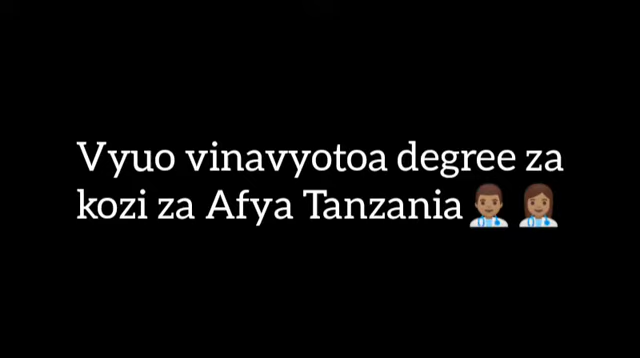 Vyuo vinavyotoa degree za
kozi za Afya Tanzania👨🏽‍⚕️👩🏽‍⚕️